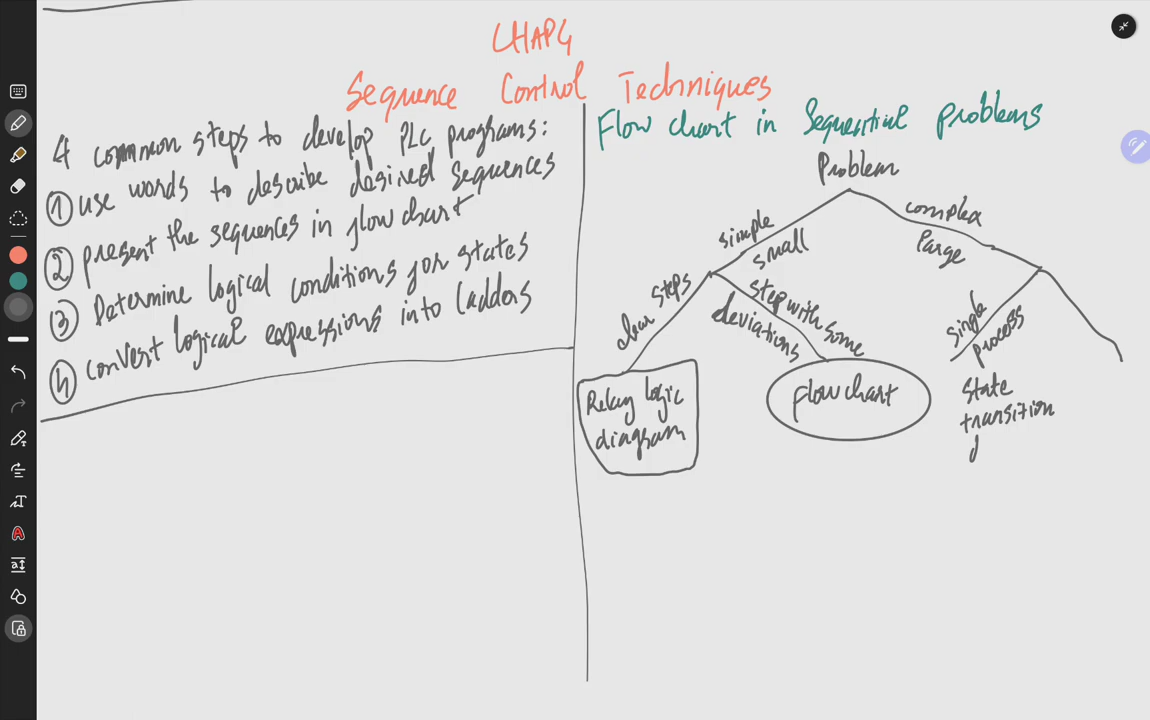 CHAP4
Sequence Control Techniques
4 common steps to develop PLC programs:
① use words to describe desired sequences
② present the sequences in flow chart
③ Determine logical conditions for states
④ convert logical expressions into ladders
Flow chart in Sequential problems
Problem
simple
small
complex
large
clear steps
step with some
deviations
single
process
Relay logic
diagram
flow chart
State
transition
d